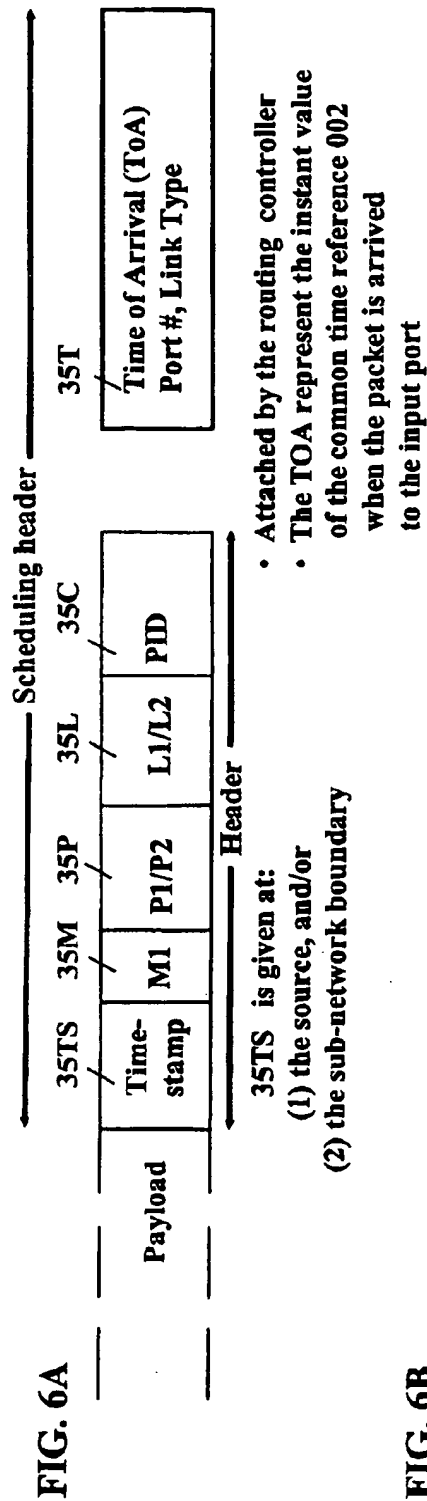 FIG. 6A
Scheduling header
35TS 35M 35P 35L 35C 35T
Payload
Time-
stamp
M1
P1/P2
L1/L2
PID
Time of Arrival (ToA)
Port #, Link Type
Header
35TS is given at:
(1) the source, and/or
(2) the sub-network boundary
• Attached by the routing controller
• The TOA represent the instant value
of the common time reference 002
when the packet is arrived
to the input port
FIG. 6B